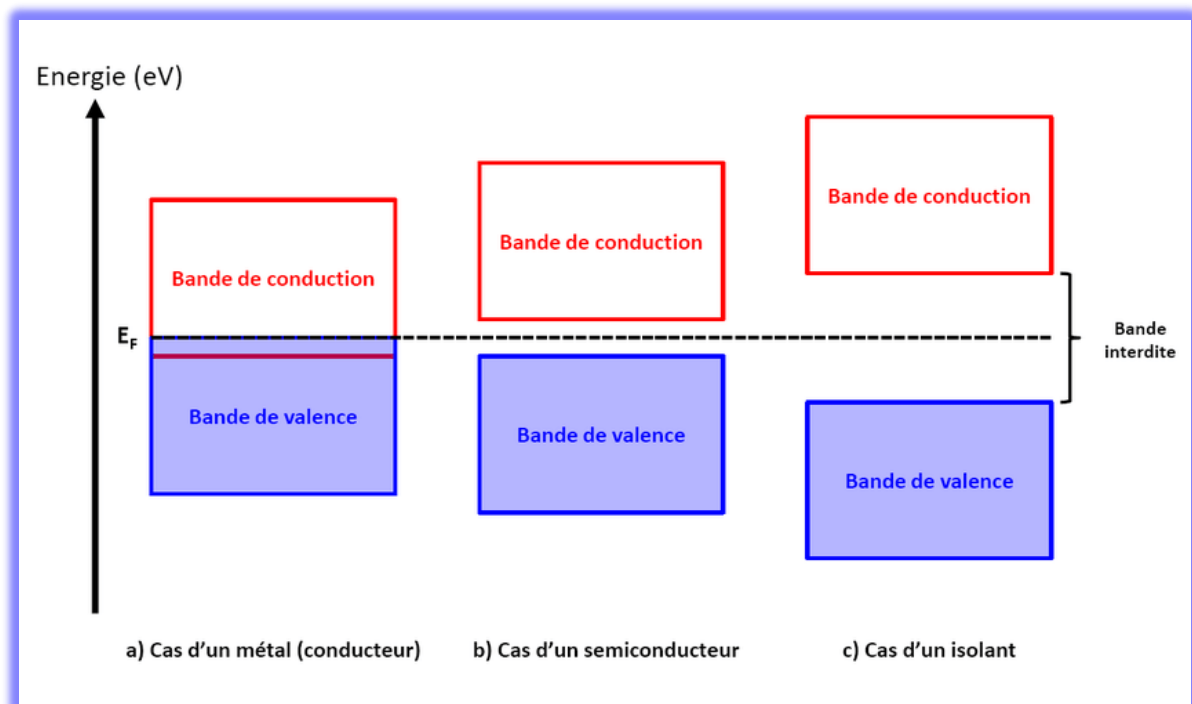 Energie (eV)
Bande de conduction
Bande de conduction
Bande de conduction
E_F
Bande
interdite
Bande de valence
Bande de valence
Bande de valence
a) Cas d’un métal (conducteur)
b) Cas d’un semiconducteur
c) Cas d’un isolant